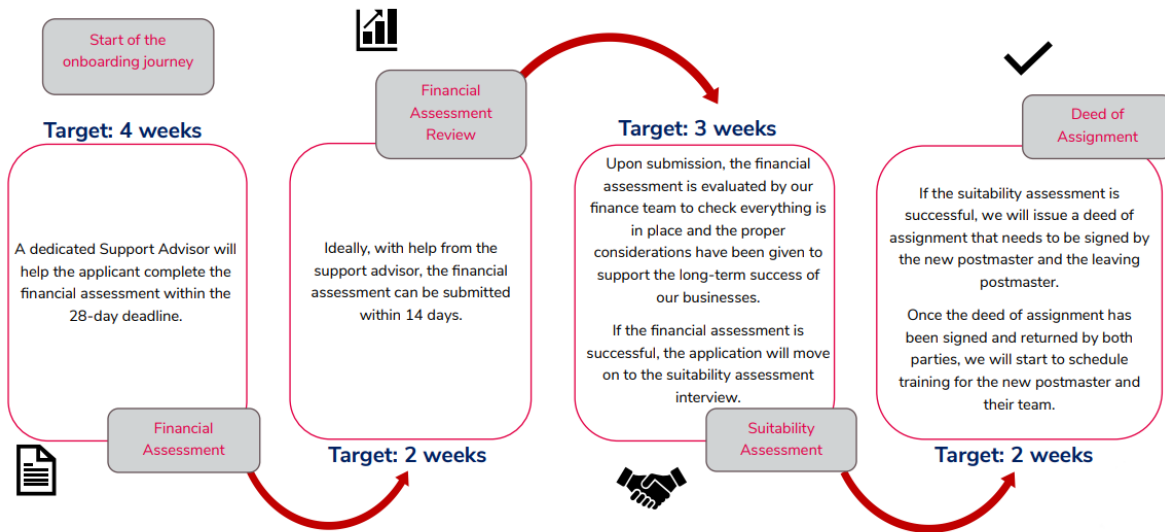 Start of the
onboarding journey
Target: 4 weeks
A dedicated Support Advisor will
help the applicant complete the
financial assessment within the
28-day deadline.
Financial
Assessment
Financial
Assessment
Review
Ideally, with help from the
support advisor, the financial
assessment can be submitted
within 14 days.
Target: 2 weeks
Target: 3 weeks
Upon submission, the financial
assessment is evaluated by our
finance team to check everything is
in place and the proper
considerations have been given to
support the long-term success of
our businesses.
If the financial assessment is
successful, the application will move
on to the suitability assessment
interview.
Suitability
Assessment
Deed of
Assignment
If the suitability assessment is
successful, we will issue a deed of
assignment that needs to be signed by
the new postmaster and the leaving
postmaster.
Once the deed of assignment has
been signed and returned by both
parties, we will start to schedule
training for the new postmaster and
their team.
Target: 2 weeks